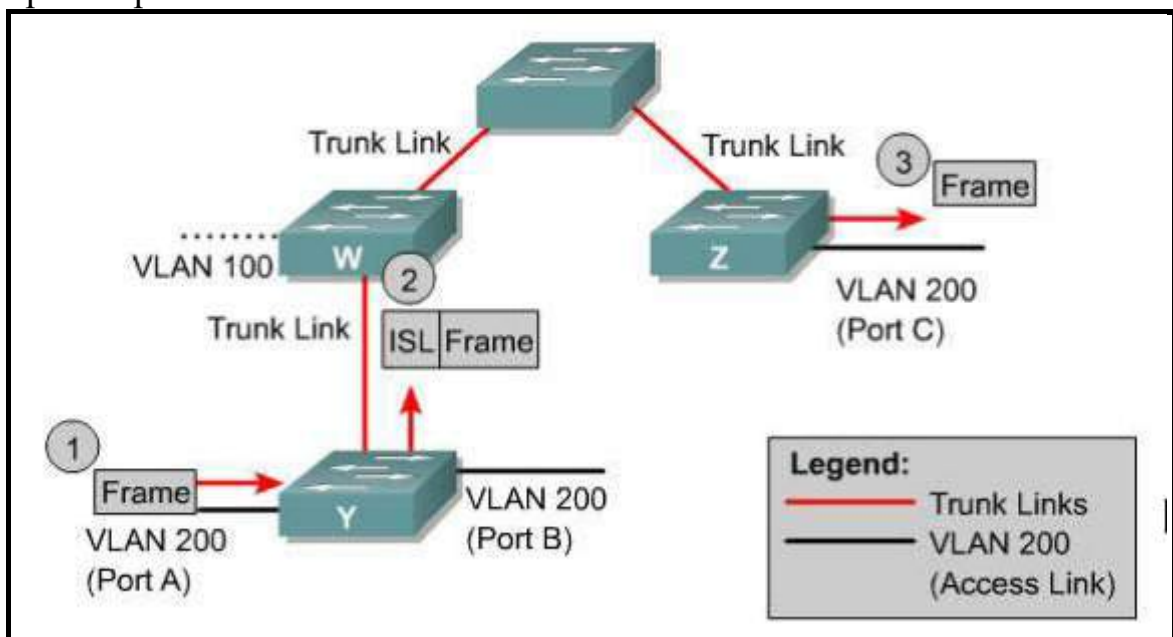 Trunk Link
Trunk Link
3
Frame
W
Z
VLAN 100
2
VLAN 200
(Port C)
Trunk Link
ISL Frame
1
Frame
Y
VLAN 200
(Port A)
VLAN 200
(Port B)
Legend:
Trunk Links
VLAN 200
(Access Link)